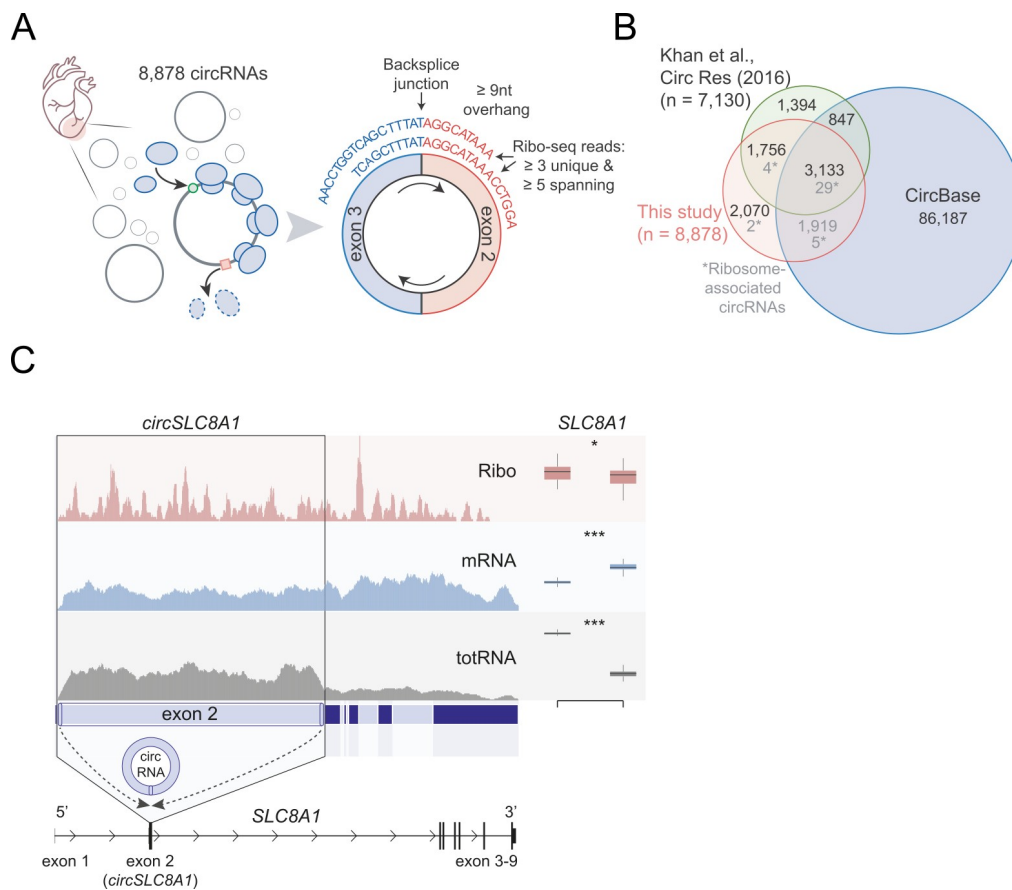 A
8,878 circRNAs
Backsplice
junction
≥ 9nt
overhang
AACCTGGTCAGCTTTATAGGCATAAA
TCAGCTTTATAGGCATAAACCTGGA
Ribo-seq reads:
≥ 3 unique &
≥ 5 spanning
exon 3
exon 2
B
Khan et al.,
Circ Res (2016)
(n = 7,130)
1,394
847
1,756
4*
3,133
29*
CircBase
86,187
This study
(n = 8,878)
2,070
2*
1,919
5*
*Ribosome-
associated
circRNAs
C
circSLC8A1
SLC8A1
Ribo
*
mRNA
***
totRNA
***
exon 2
circ
RNA
5’
SLC8A1
3’
exon 1
exon 2
(circSLC8A1)
exon 3-9